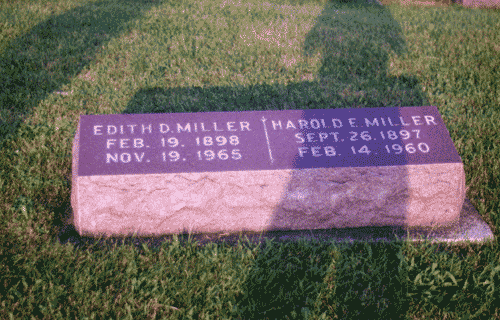 EDITH D. MILLER
FEB. 19. 1898
NOV. 19. 1965
HAROLD E. MILLER
SEPT. 26. 1897
FEB. 14. 1960